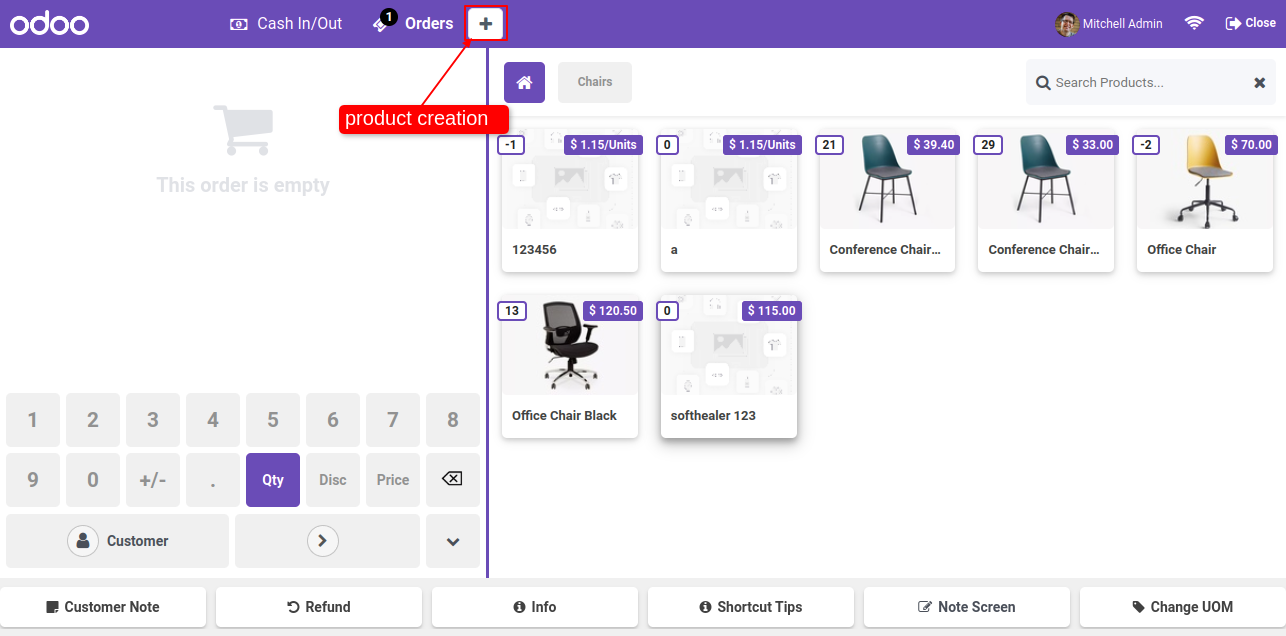 odoo
Cash In/Out
1
Orders
+
Mitchell Admin
Close
product creation
Chairs
Search Products...
This order is empty
-1
$ 1.15/Units
123456
0
$ 1.15/Units
a
21
$ 39.40
Conference Chair...
29
$ 33.00
Conference Chair...
-2
$ 70.00
Office Chair
13
$ 120.50
Office Chair Black
0
$ 115.00
softhealer 123
1 2 3 4 5 6 7 8
9 0 +/- . Qty Disc Price
Customer
Customer Note
Refund
Info
Shortcut Tips
Note Screen
Change UOM